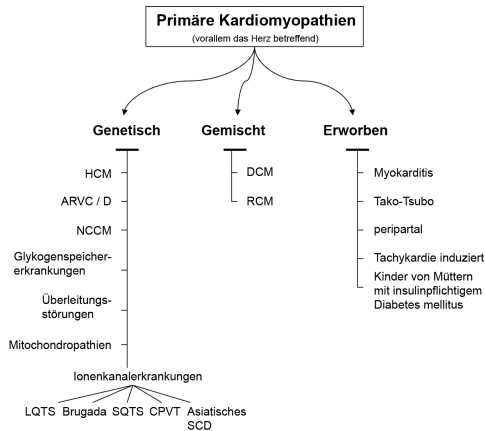 Primäre Kardiomyopathien
(vorallem das Herz betreffend)
Genetisch
HCM
ARVC / D
NCCM
Glykogenspeicher-
erkrankungen
Überleitungs-
störungen
Mitochondropathien
Ionenkanalerkrankungen
LQTS Brugada SQTS CPVT Asiatisches
SCD
Gemischt
DCM
RCM
Erworben
Myokarditis
Tako-Tsubo
peripartal
Tachykardie induziert
Kinder von Müttern
mit insulinpflichtigem
Diabetes mellitus